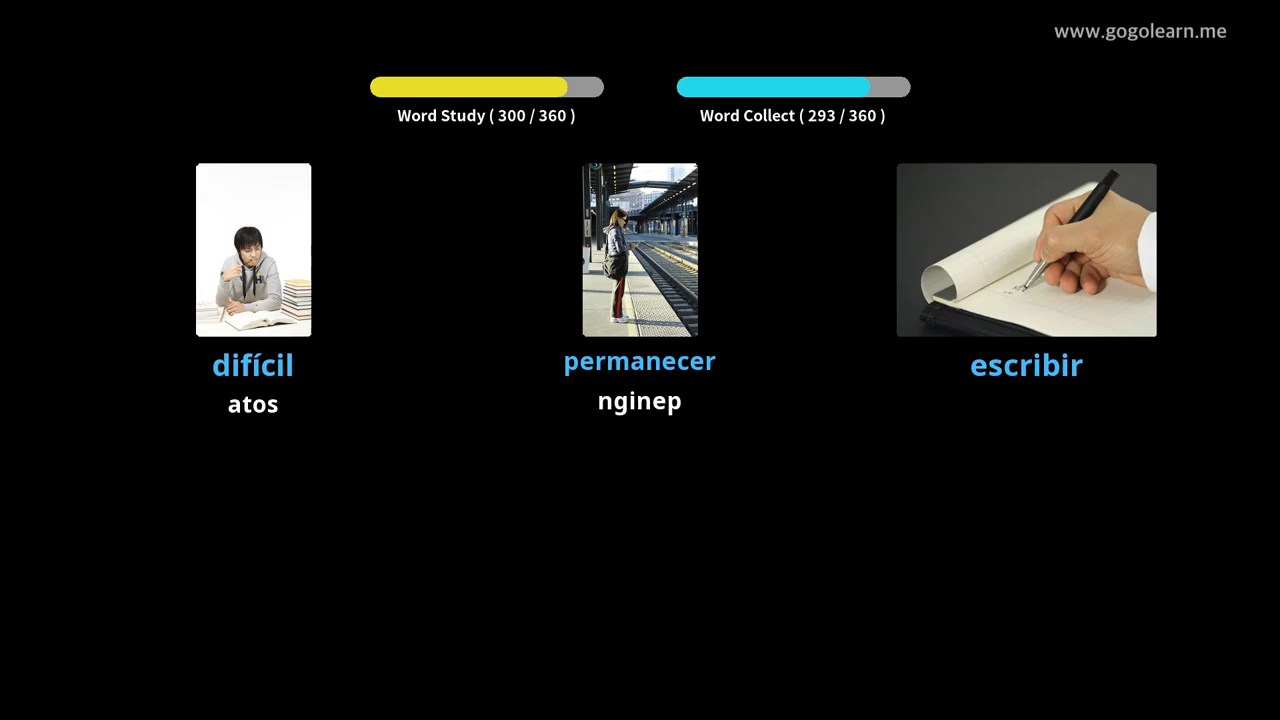 www.gogolearn.me
Word Study ( 300 / 360 )
Word Collect ( 293 / 360 )
difícil
permanecer
escribir
atos
nginep